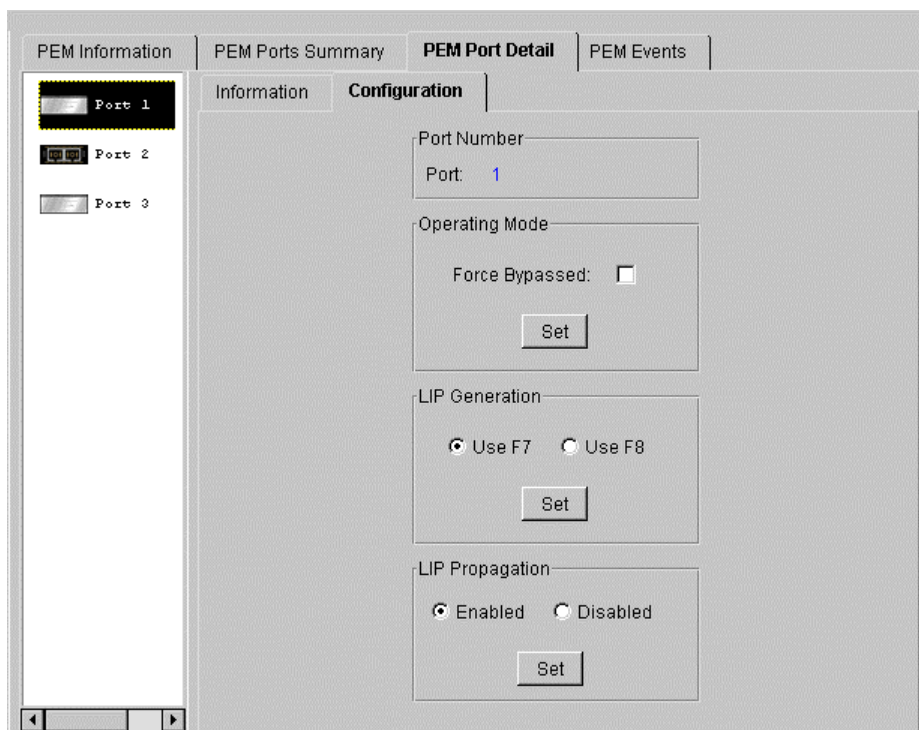 PEM Information
PEM Ports Summary
PEM Port Detail
PEM Events
Port 1
Port 2
Port 3
Information
Configuration
Port Number
Port: 1
Operating Mode
Force Bypassed:
Set
LIP Generation
Use F7
Use F8
Set
LIP Propagation
Enabled
Disabled
Set